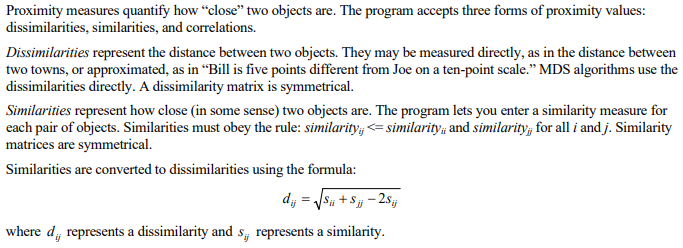 Proximity measures quantify how “close” two objects are. The program accepts three forms of proximity values:
dissimilarities, similarities, and correlations.
Dissimilarities represent the distance between two objects. They may be measured directly, as in the distance between
two towns, or approximated, as in “Bill is five points different from Joe on a ten-point scale.” MDS algorithms use the
dissimilarities directly. A dissimilarity matrix is symmetrical.
Similarities represent how close (in some sense) two objects are. The program lets you enter a similarity measure for
each pair of objects. Similarities must obey the rule: similarityij <= similarityii and similarityjj for all i and j. Similarity
matrices are symmetrical.
Similarities are converted to dissimilarities using the formula:
dij = √sii + sjj − 2sij
where dij represents a dissimilarity and sij represents a similarity.